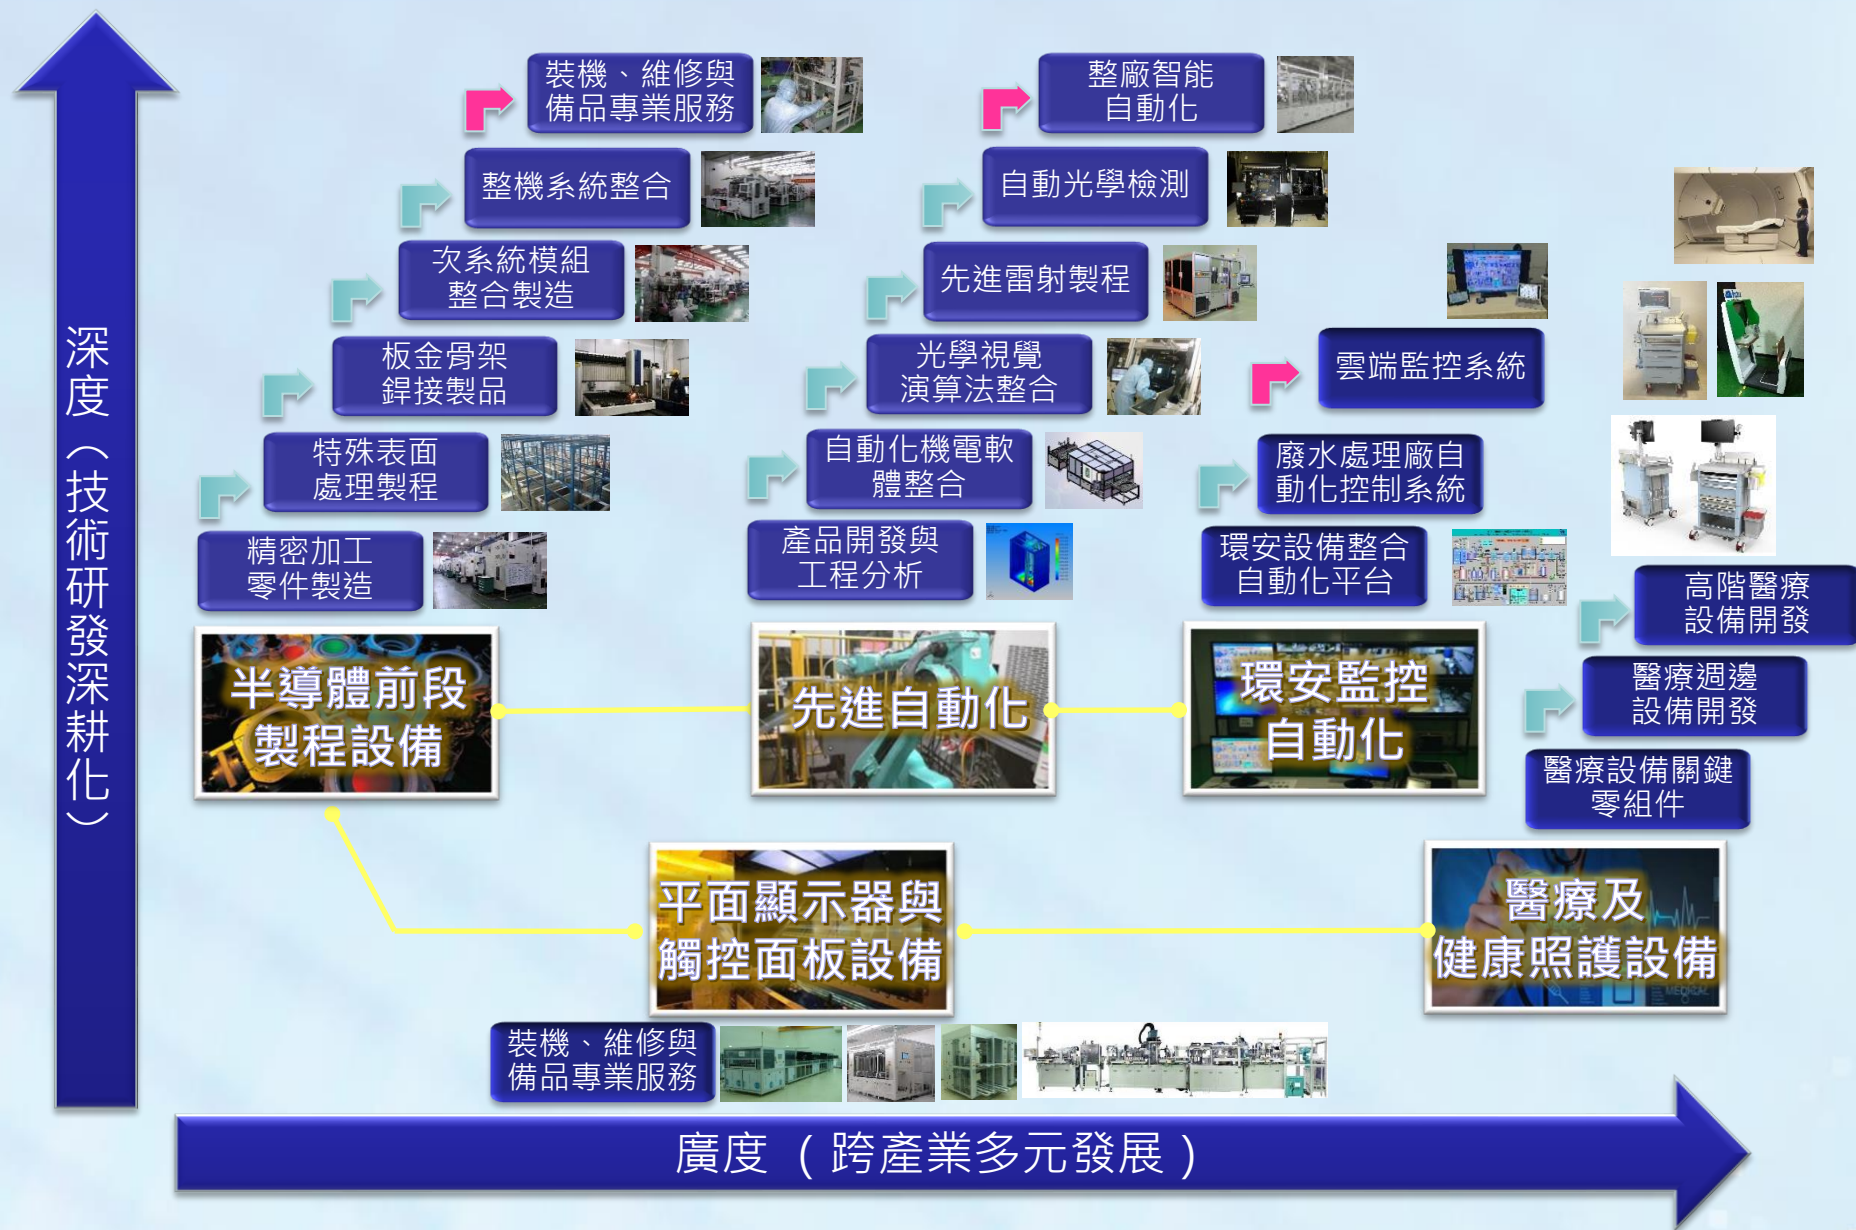 深度（技術研發深耕化）
裝機、維修與
備品專業服務
整機系統整合
次系統模組
整合製造
板金骨架
銲接製品
特殊表面
處理製程
精密加工
零件製造
半導體前段
製程設備
整廠智能
自動化
自動光學檢測
先進雷射製程
光學視覺
演算法整合
自動化機電軟
體整合
產品開發與
工程分析
先進自動化
雲端監控系統
廢水處理廠自
動化控制系統
環安設備整合
自動化平台
環安監控
自動化
高階醫療
設備開發
醫療週邊
設備開發
醫療設備關鍵
零組件
平面顯示器與
觸控面板設備
醫療及
健康照護設備
MEDICAL
裝機、維修與
備品專業服務
廣度 （跨產業多元發展）